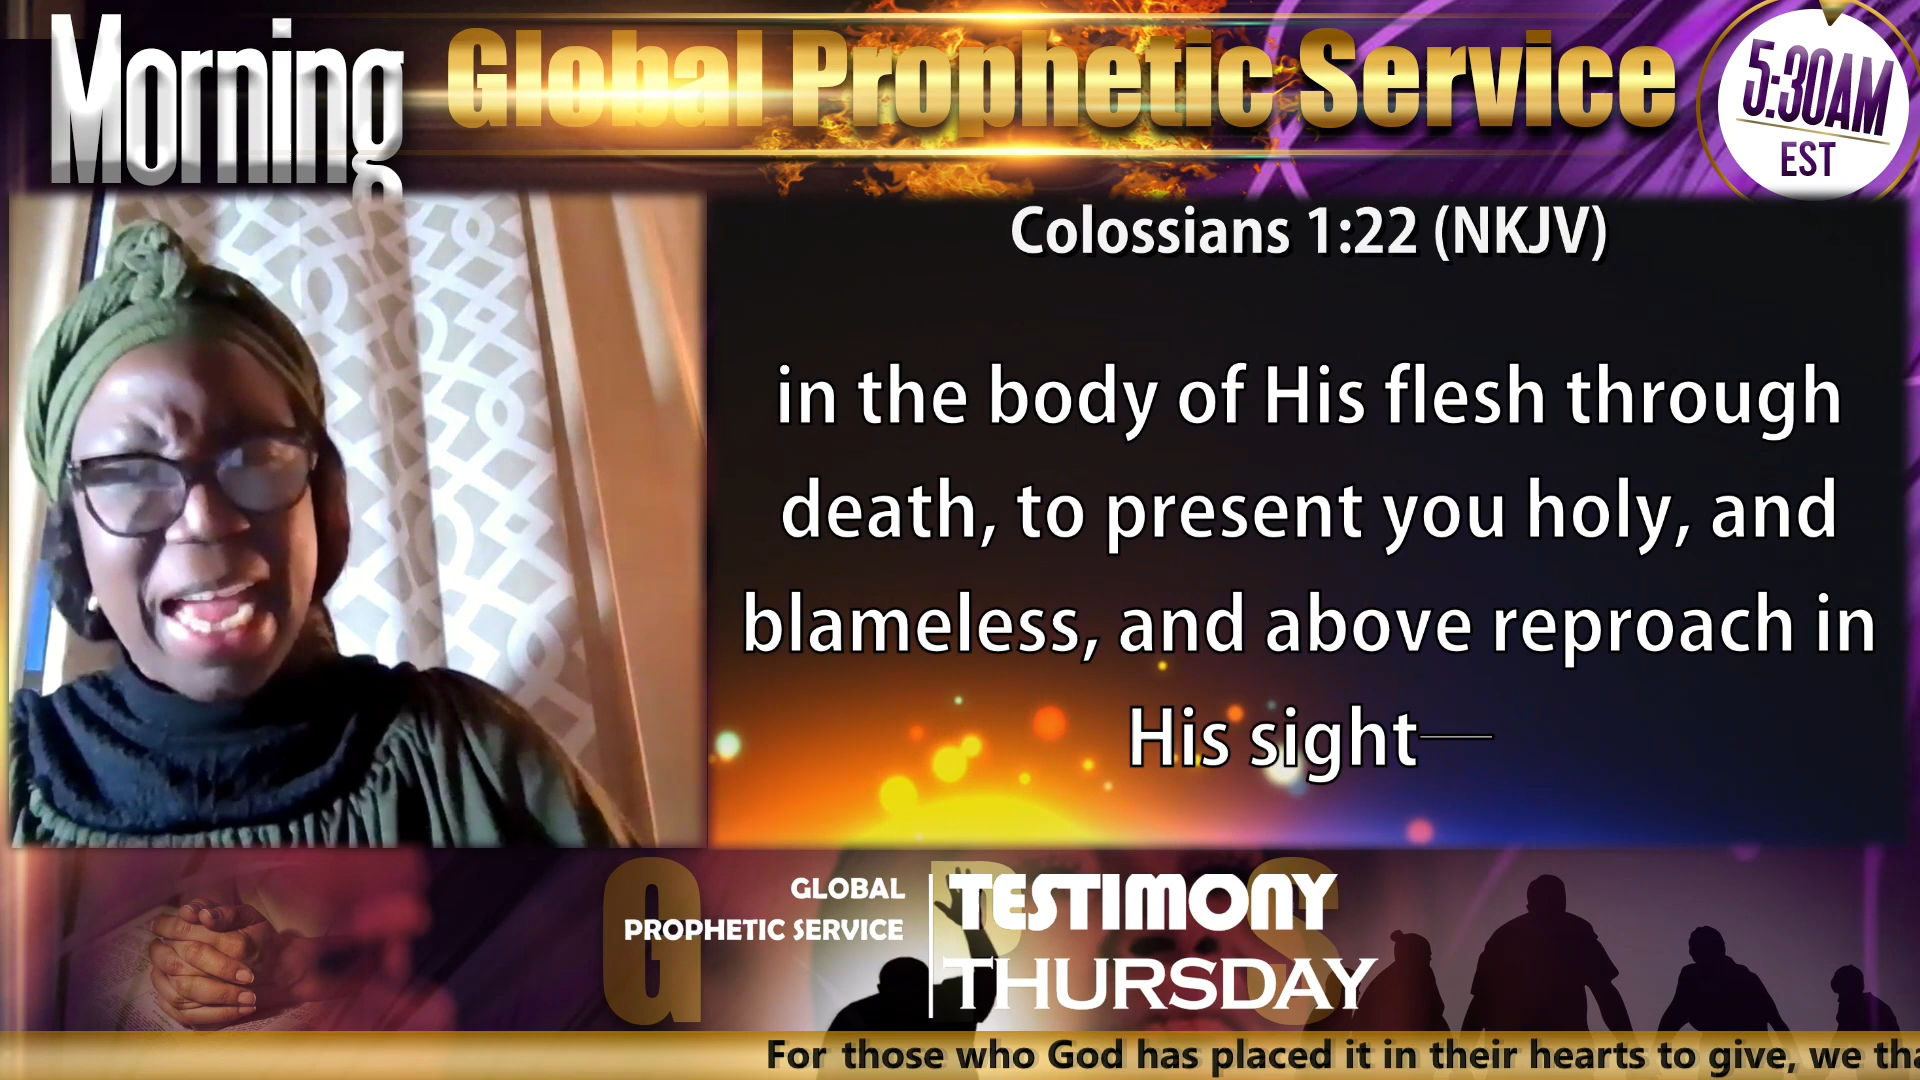 Morning
Global Prophetic Service
5:30AM
EST
Colossians 1:22 (NKJV)
in the body of His flesh through
death, to present you holy, and
blameless, and above reproach in
His sight—
GPS
GLOBAL
PROPHETIC SERVICE
TESTIMONY
THURSDAY
For those who God has placed it in their hearts to give, we